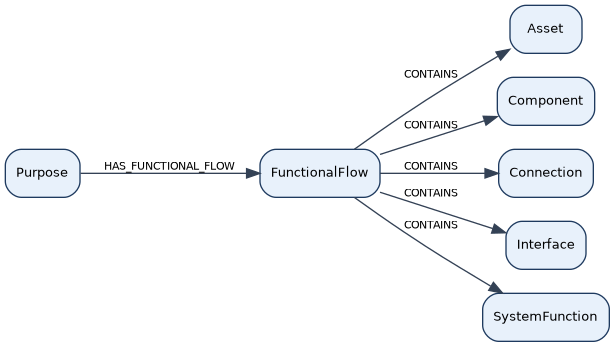 Asset
CONTAINS
Component
CONTAINS
Purpose
HAS_FUNCTIONAL_FLOW
FunctionalFlow
CONTAINS
Connection
CONTAINS
Interface
CONTAINS
SystemFunction